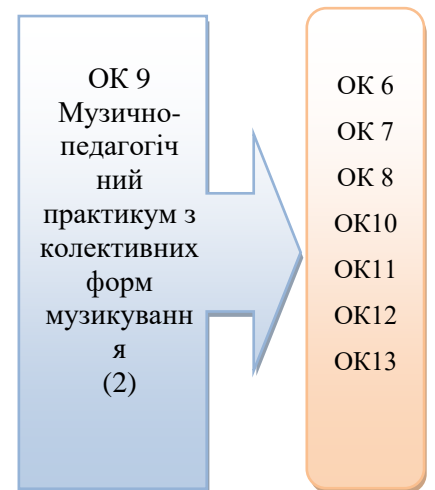 ОК 9
Музично-
педагогіч
ний
практикум з
колективних
форм
музикуванн
я
(2)
ОК 6
ОК 7
ОК 8
ОК10
ОК11
ОК12
ОК13